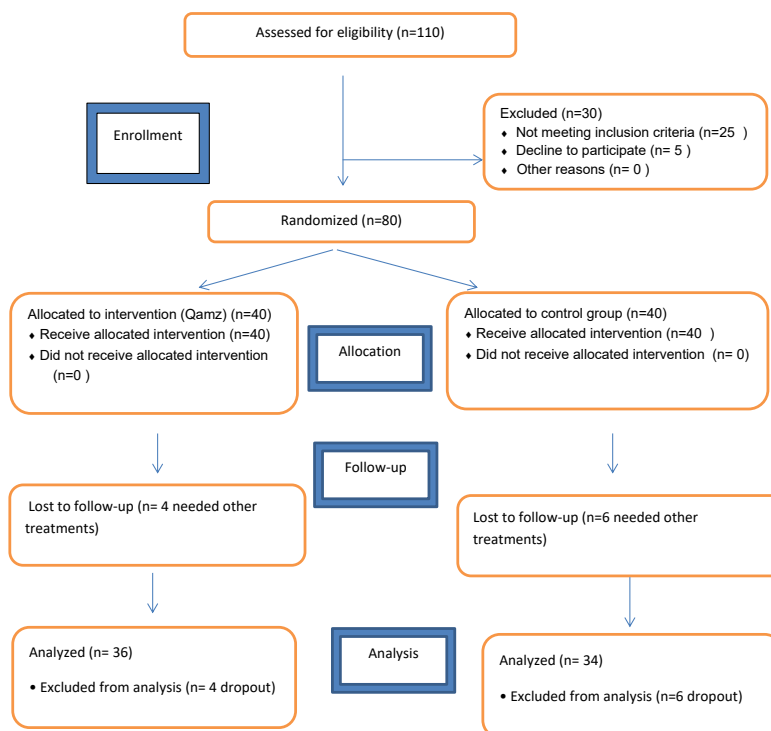 Assessed for eligibility (n=110)
Enrollment
Excluded (n=30)
♦ Not meeting inclusion criteria (n=25 )
♦ Decline to participate (n= 5 )
♦ Other reasons (n= 0 )
Randomized (n=80)
Allocated to intervention (Qamz) (n=40)
♦ Receive allocated intervention (n=40)
♦ Did not receive allocated intervention
(n=0 )
Allocation
Allocated to control group (n=40)
♦ Receive allocated intervention (n=40 )
♦ Did not receive allocated intervention (n= 0)
Follow-up
Lost to follow-up (n= 4 needed other
treatments)
Lost to follow-up (n=6 needed other
treatments)
Analyzed (n= 36)
• Excluded from analysis (n= 4 dropout)
Analysis
Analyzed (n= 34)
• Excluded from analysis (n=6 dropout)